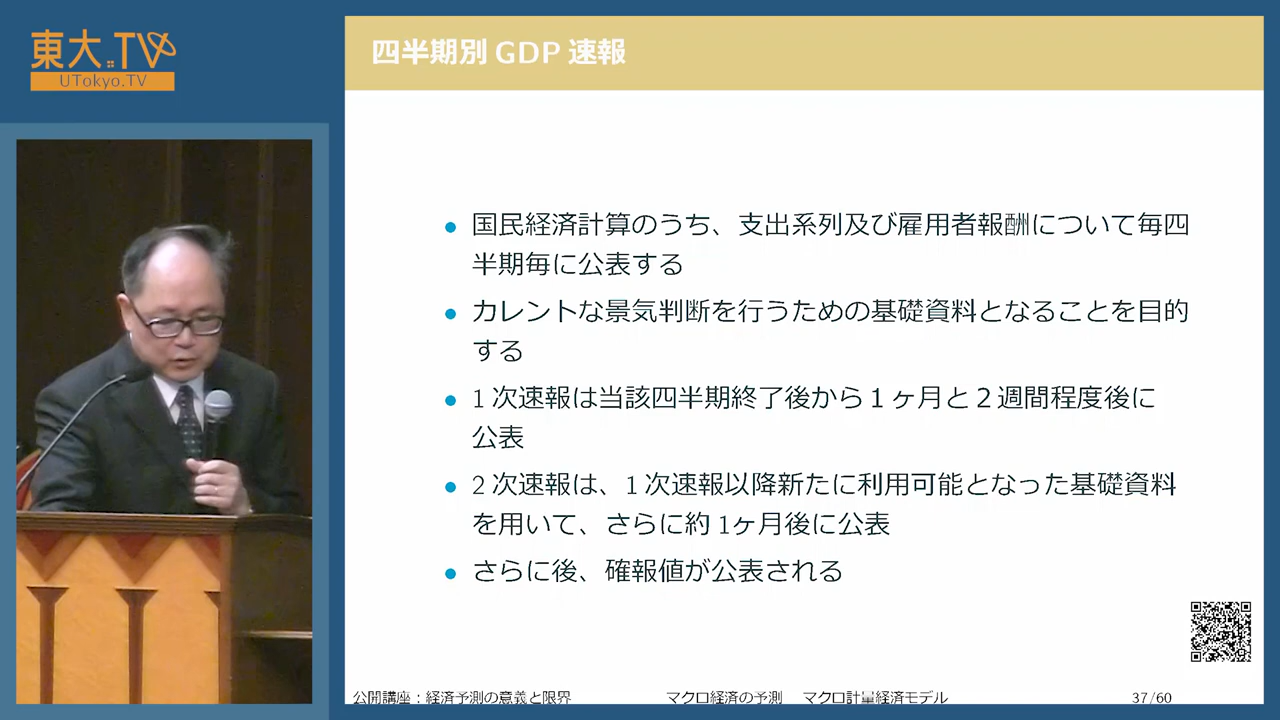 東大.TV
UTokyo.TV
四半期別 GDP 速報
国民経済計算のうち、支出系列及び雇用者報酬について毎四
半期毎に公表する
カレントな景気判断を行うための基礎資料となることを目的
する
1 次速報は当該四半期終了後から１ヶ月と２週間程度後に
公表
2 次速報は、1 次速報以降新たに利用可能となった基礎資料
を用いて、さらに約 1ヶ月後に公表
さらに後、確報値が公表される
公開講座：経済予測の意義と限界 マクロ経済の予測 マクロ計量経済モデル 37/60